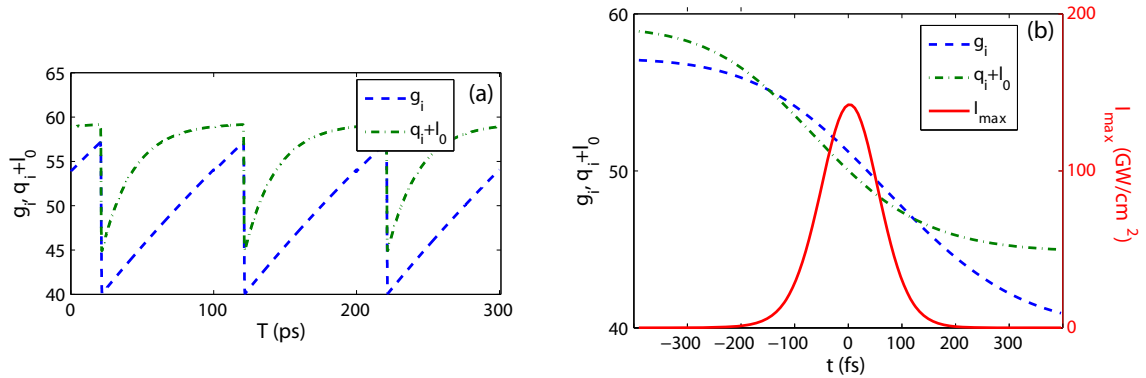 (a)
65
60
55
50
45
40
g_i, q_i+l_0
g_i
q_i+l_0
0
100
200
300
T (ps)
(b)
60
50
40
g_i, q_i+l_0
g_i
q_i+l_0
I_max
200
100
0
I_max (GW/cm^2)
−300
−200
−100
0
100
200
300
t (fs)